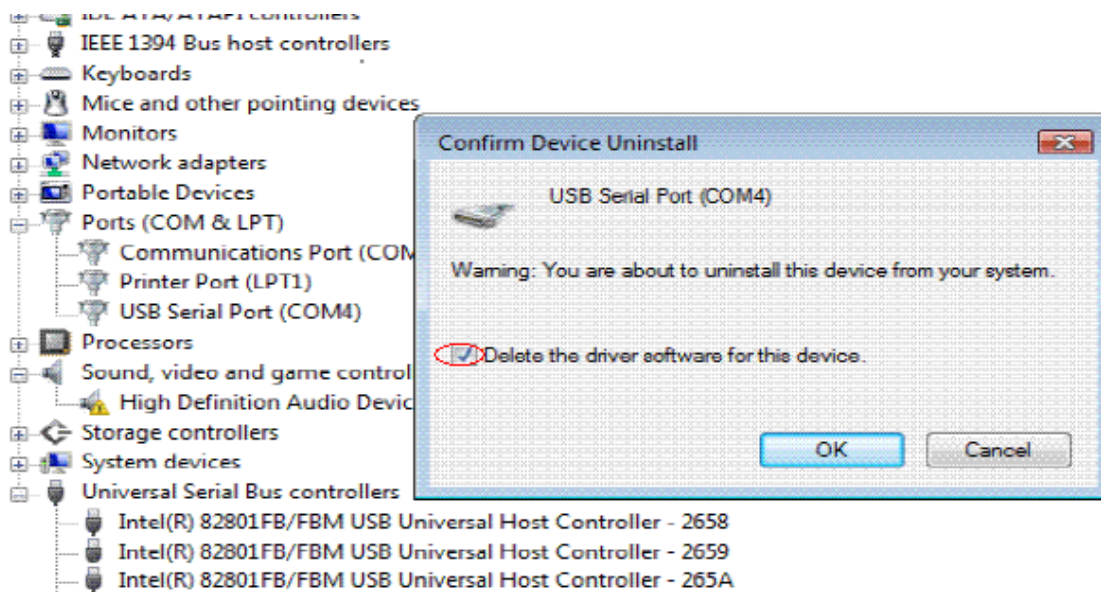 IDE ATA/ATAPI controllers
IEEE 1394 Bus host controllers
Keyboards
Mice and other pointing devices
Monitors
Network adapters
Portable Devices
Ports (COM & LPT)
Communications Port (COM
Printer Port (LPT1)
USB Serial Port (COM4)
Processors
Sound, video and game control
High Definition Audio Devic
Storage controllers
System devices
Universal Serial Bus controllers
Intel(R) 82801FB/FBM USB Universal Host Controller - 2658
Intel(R) 82801FB/FBM USB Universal Host Controller - 2659
Intel(R) 82801FB/FBM USB Universal Host Controller - 265A
Confirm Device Uninstall
USB Serial Port (COM4)
Warning: You are about to uninstall this device from your system.
Delete the driver software for this device.
OK
Cancel